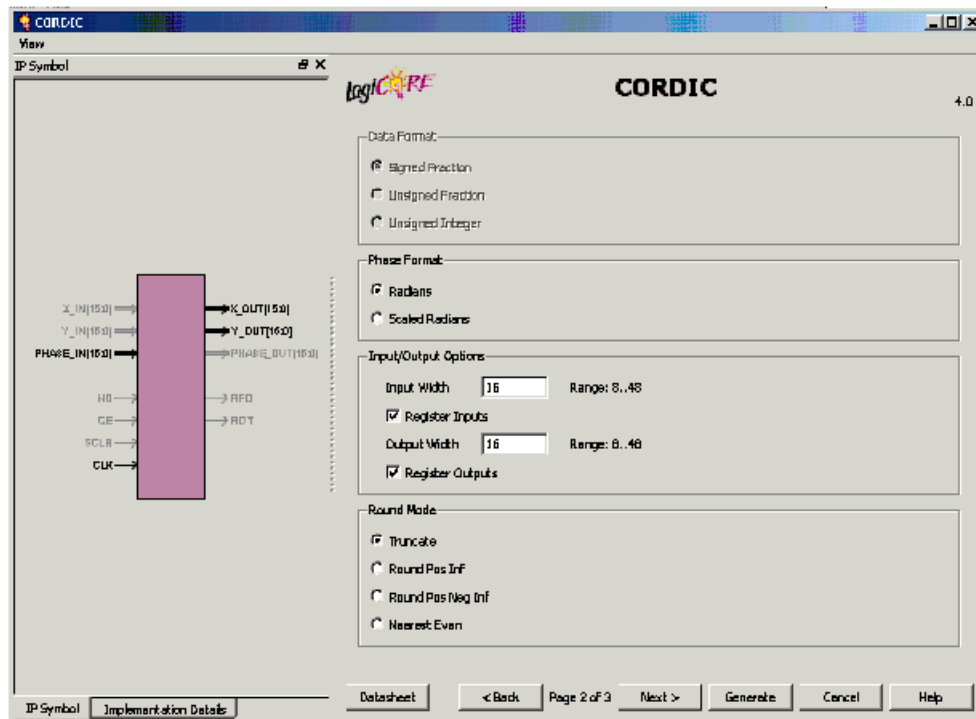 CORDIC
View
IP Symbol
LogiCORE
CORDIC
4.0
Data Format
Signed Fraction
Unsigned Fraction
Unsigned Integer
Phase Format
Radians
Scaled Radians
X_IN[15:0]
X_OUT[15:0]
Y_IN[15:0]
Y_OUT[15:0]
PHASE_IN[15:0]
PHASE_OUT[15:0]
ND
RFD
CE
RDY
SCLR
CLK
Input/Output Options
Input Width 16 Range: 8..48
Register Inputs
Output Width 16 Range: 8..48
Register Outputs
Round Mode
Truncate
Round Pos Inf
Round Pos Neg Inf
Nearest Even
IP Symbol Implementation Details
Datasheet < Back Page 2 of 3 Next > Generate Cancel Help